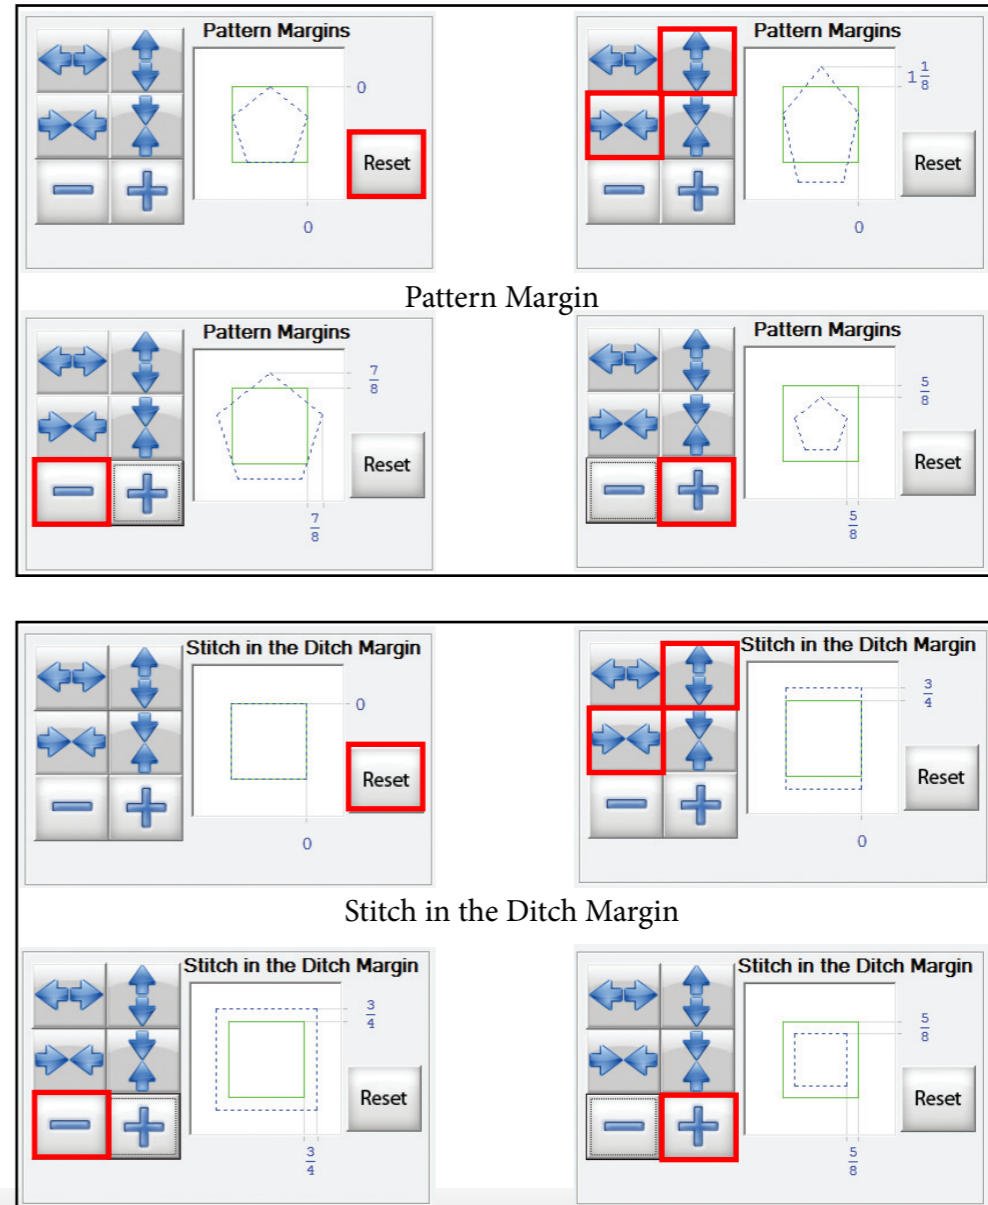 Pattern Margins
0
Reset
0
Pattern Margins
1 1/8
Reset
0
Pattern Margin
Pattern Margins
7/8
Reset
7/8
Pattern Margins
5/8
Reset
5/8
Stitch in the Ditch Margin
0
Reset
0
Stitch in the Ditch Margin
3/4
Reset
0
Stitch in the Ditch Margin
Stitch in the Ditch Margin
3/4
Reset
3/4
Stitch in the Ditch Margin
5/8
Reset
5/8